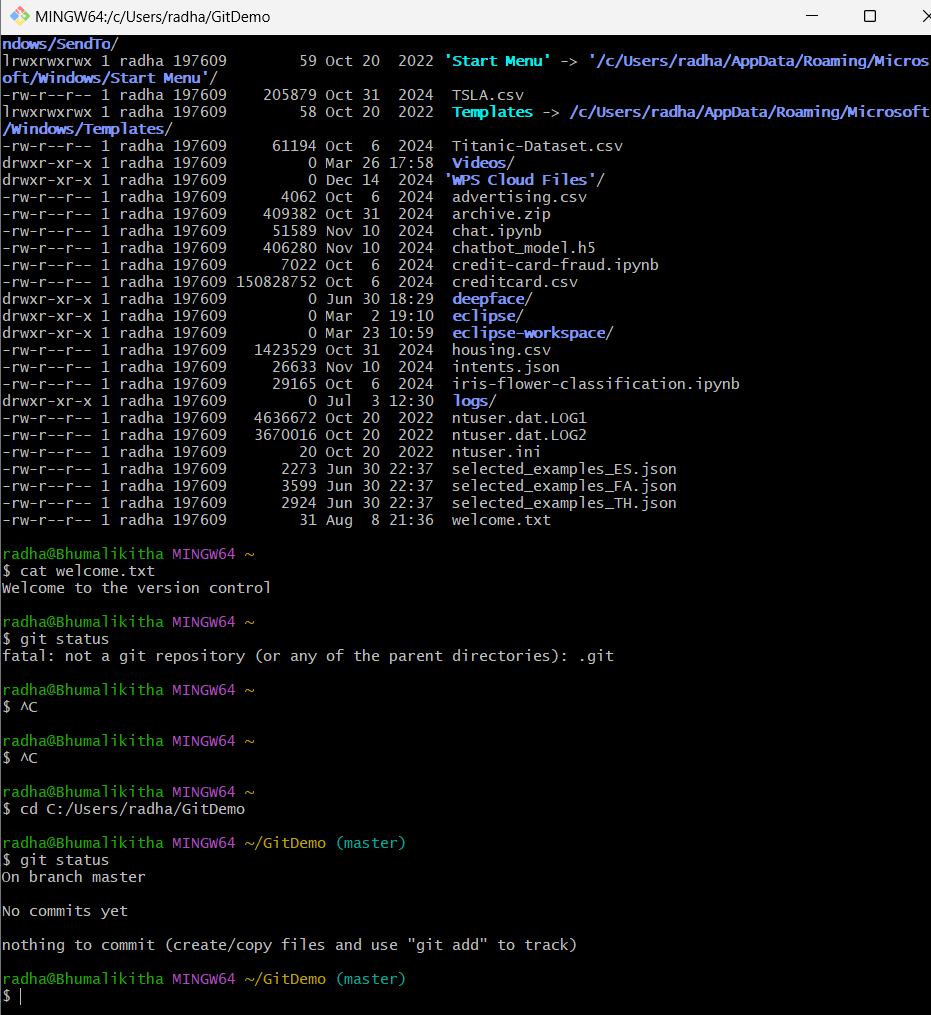 MINGW64:/c/Users/radha/GitDemo
ndows/SendTo/
lrwxrwxrwx 1 radha 197609        59 Oct 20  2022 'Start Menu' -> '/c/Users/radha/AppData/Roaming/Micros
oft/Windows/Start Menu'/
-rw-r--r-- 1 radha 197609    205879 Oct 31  2024  TSLA.csv
lrwxrwxrwx 1 radha 197609        58 Oct 20  2022  Templates -> /c/Users/radha/AppData/Roaming/Microsoft
/Windows/Templates/
-rw-r--r-- 1 radha 197609     61194 Oct  6  2024  Titanic-Dataset.csv
drwxr-xr-x 1 radha 197609         0 Mar 26 17:58  Videos/
drwxr-xr-x 1 radha 197609         0 Dec 14  2024 'WPS Cloud Files'/
-rw-r--r-- 1 radha 197609      4062 Oct  6  2024  advertising.csv
-rw-r--r-- 1 radha 197609    409382 Oct 31  2024  archive.zip
-rw-r--r-- 1 radha 197609     51589 Nov 10  2024  chat.ipynb
-rw-r--r-- 1 radha 197609    406280 Nov 10  2024  chatbot_model.h5
-rw-r--r-- 1 radha 197609      7022 Oct  6  2024  credit-card-fraud.ipynb
-rw-r--r-- 1 radha 197609 150828752 Oct  6  2024  creditcard.csv
drwxr-xr-x 1 radha 197609         0 Jun 30 18:29  deepface/
drwxr-xr-x 1 radha 197609         0 Mar  2 19:10  eclipse/
drwxr-xr-x 1 radha 197609         0 Mar 23 10:59  eclipse-workspace/
-rw-r--r-- 1 radha 197609   1423529 Oct 31  2024  housing.csv
-rw-r--r-- 1 radha 197609     26633 Nov 10  2024  intents.json
-rw-r--r-- 1 radha 197609     29165 Oct  6  2024  iris-flower-classification.ipynb
drwxr-xr-x 1 radha 197609         0 Jul  3 12:30  logs/
-rw-r--r-- 1 radha 197609   4636672 Oct 20  2022  ntuser.dat.LOG1
-rw-r--r-- 1 radha 197609   3670016 Oct 20  2022  ntuser.dat.LOG2
-rw-r--r-- 1 radha 197609        20 Oct 20  2022  ntuser.ini
-rw-r--r-- 1 radha 197609      2273 Jun 30 22:37  selected_examples_ES.json
-rw-r--r-- 1 radha 197609      3599 Jun 30 22:37  selected_examples_FA.json
-rw-r--r-- 1 radha 197609      2924 Jun 30 22:37  selected_examples_TH.json
-rw-r--r-- 1 radha 197609        31 Aug  8 21:36  welcome.txt
radha@Bhumalikitha MINGW64 ~
$ cat welcome.txt
Welcome to the version control
radha@Bhumalikitha MINGW64 ~
$ git status
fatal: not a git repository (or any of the parent directories): .git
radha@Bhumalikitha MINGW64 ~
$ ^C
radha@Bhumalikitha MINGW64 ~
$ ^C
radha@Bhumalikitha MINGW64 ~
$ cd C:/Users/radha/GitDemo
radha@Bhumalikitha MINGW64 ~/GitDemo (master)
$ git status
On branch master
No commits yet
nothing to commit (create/copy files and use "git add" to track)
radha@Bhumalikitha MINGW64 ~/GitDemo (master)
$